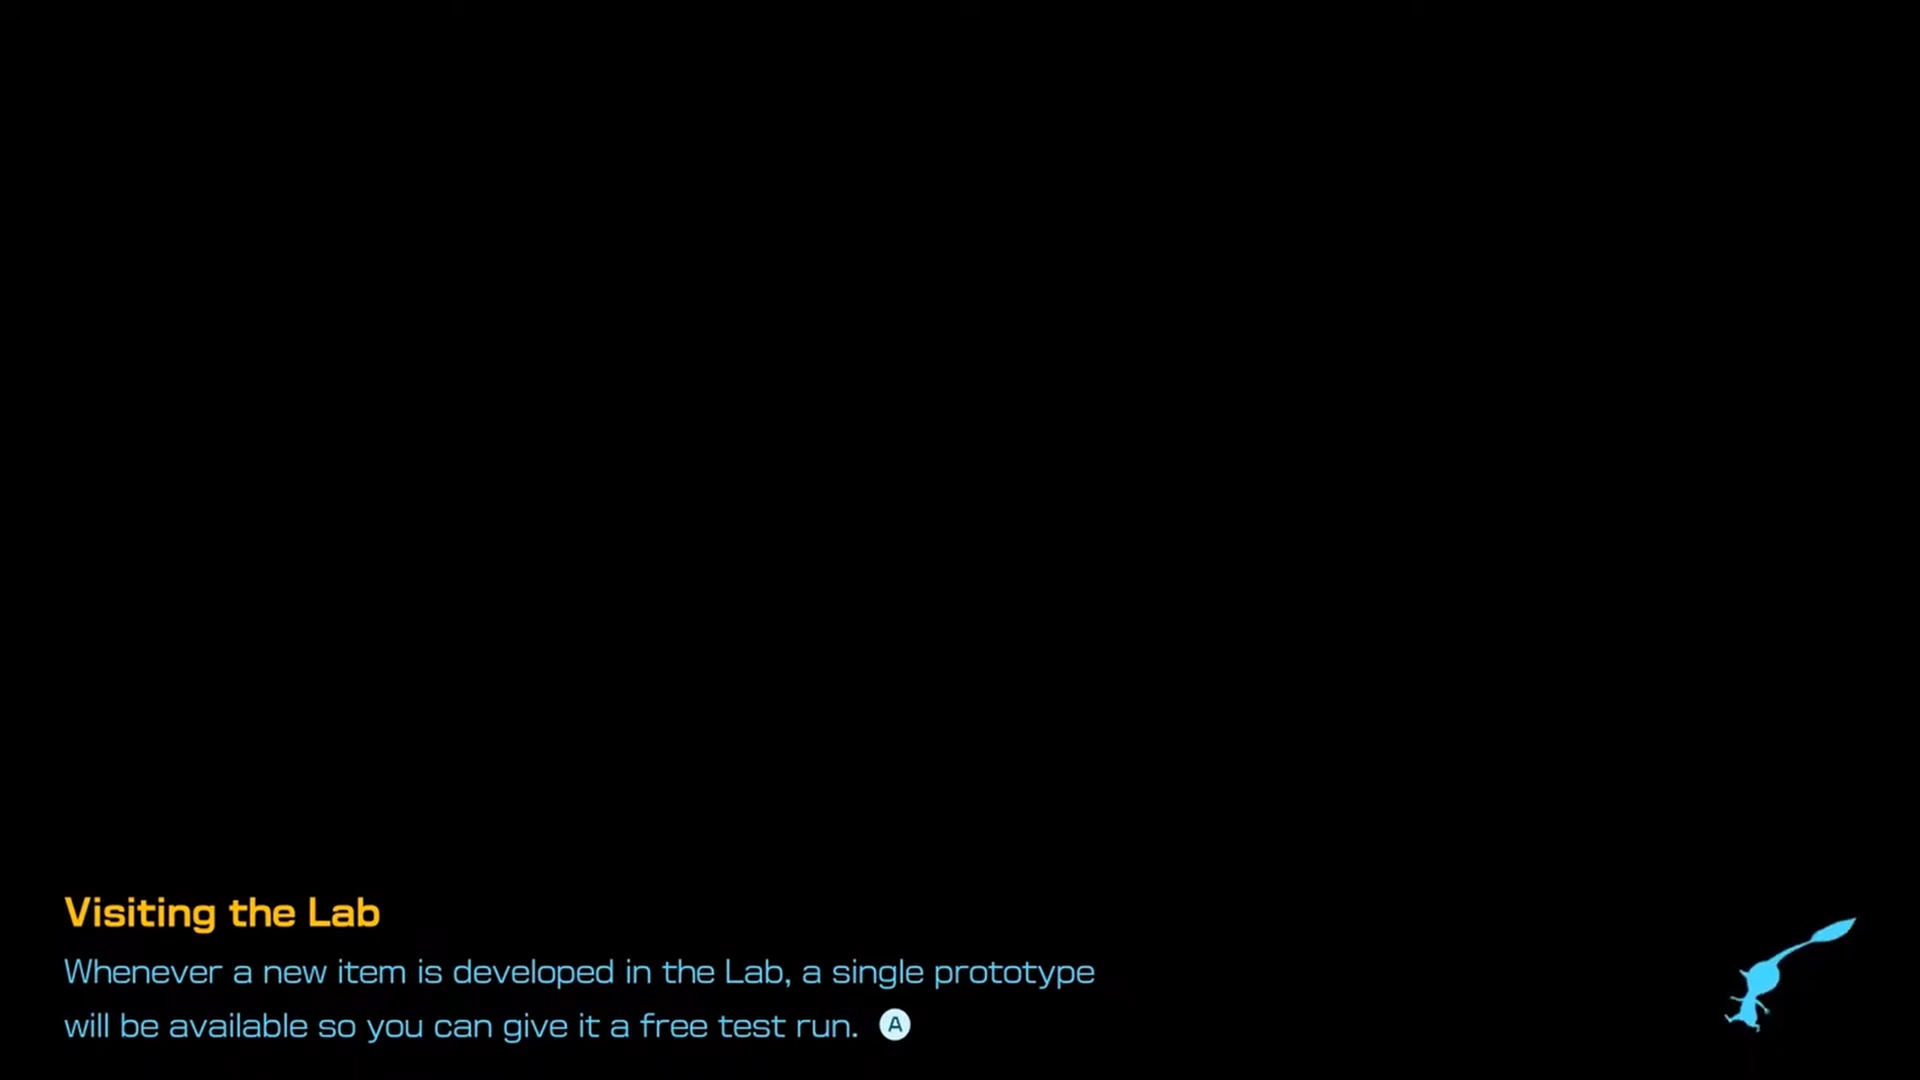 Visiting the Lab
Whenever a new item is developed in the Lab, a single prototype
will be available so you can give it a free test run. A